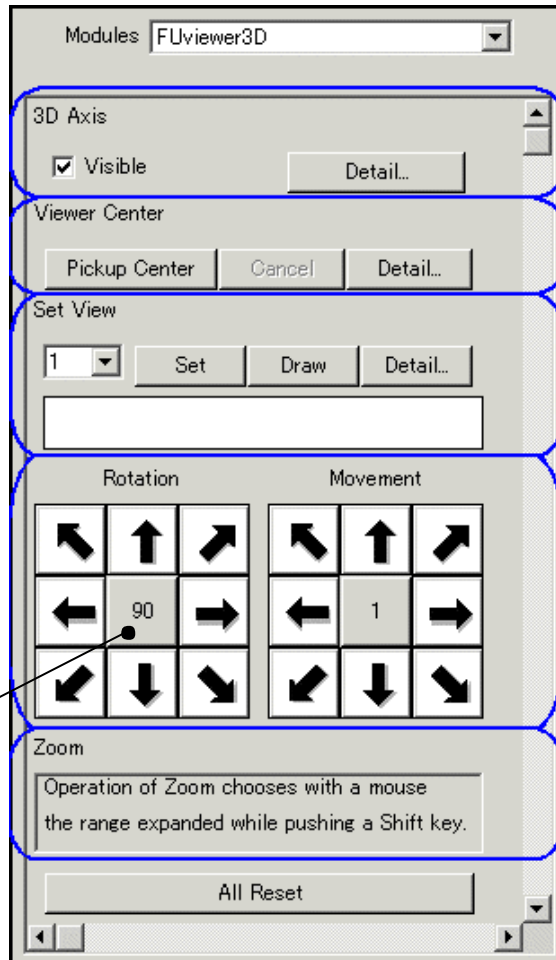 Modules FUviewer3D
3D Axis
Visible Detail...
Viewer Center
Pickup Center Cancel Detail...
Set View
1 Set Draw Detail...
Rotation Movement
90 1
Zoom
Operation of Zoom chooses with a mouse
the range expanded while pushing a Shift key.
All Reset